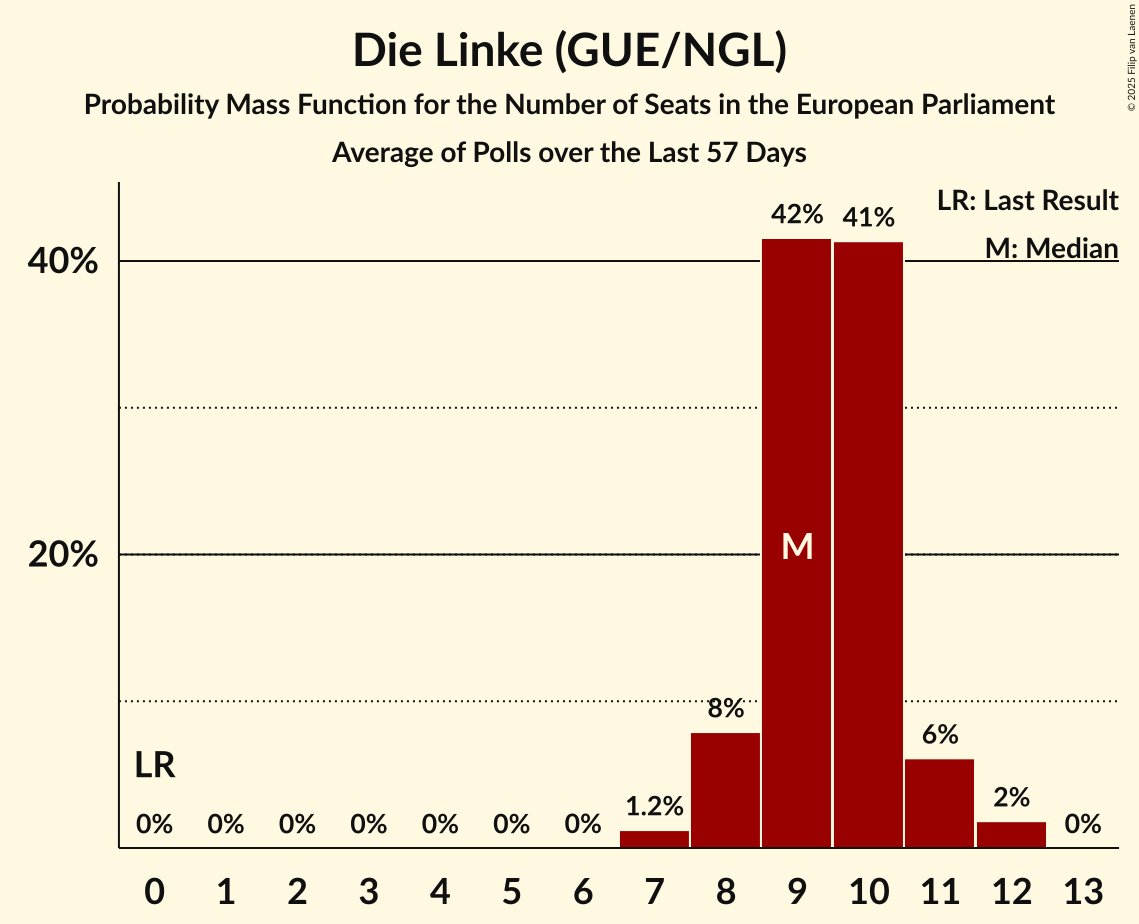 Die Linke (GUE/NGL)
Probability Mass Function for the Number of Seats in the European Parliament
Average of Polls over the Last 57 Days
© 2025 Filip van Laenen
LR: Last Result
M: Median
42%
41%
40%
20%
M
8%
6%
LR
1.2%
2%
0%
0%
0%
0%
0%
0%
0%
0%
0 1 2 3 4 5 6 7 8 9 10 11 12 13